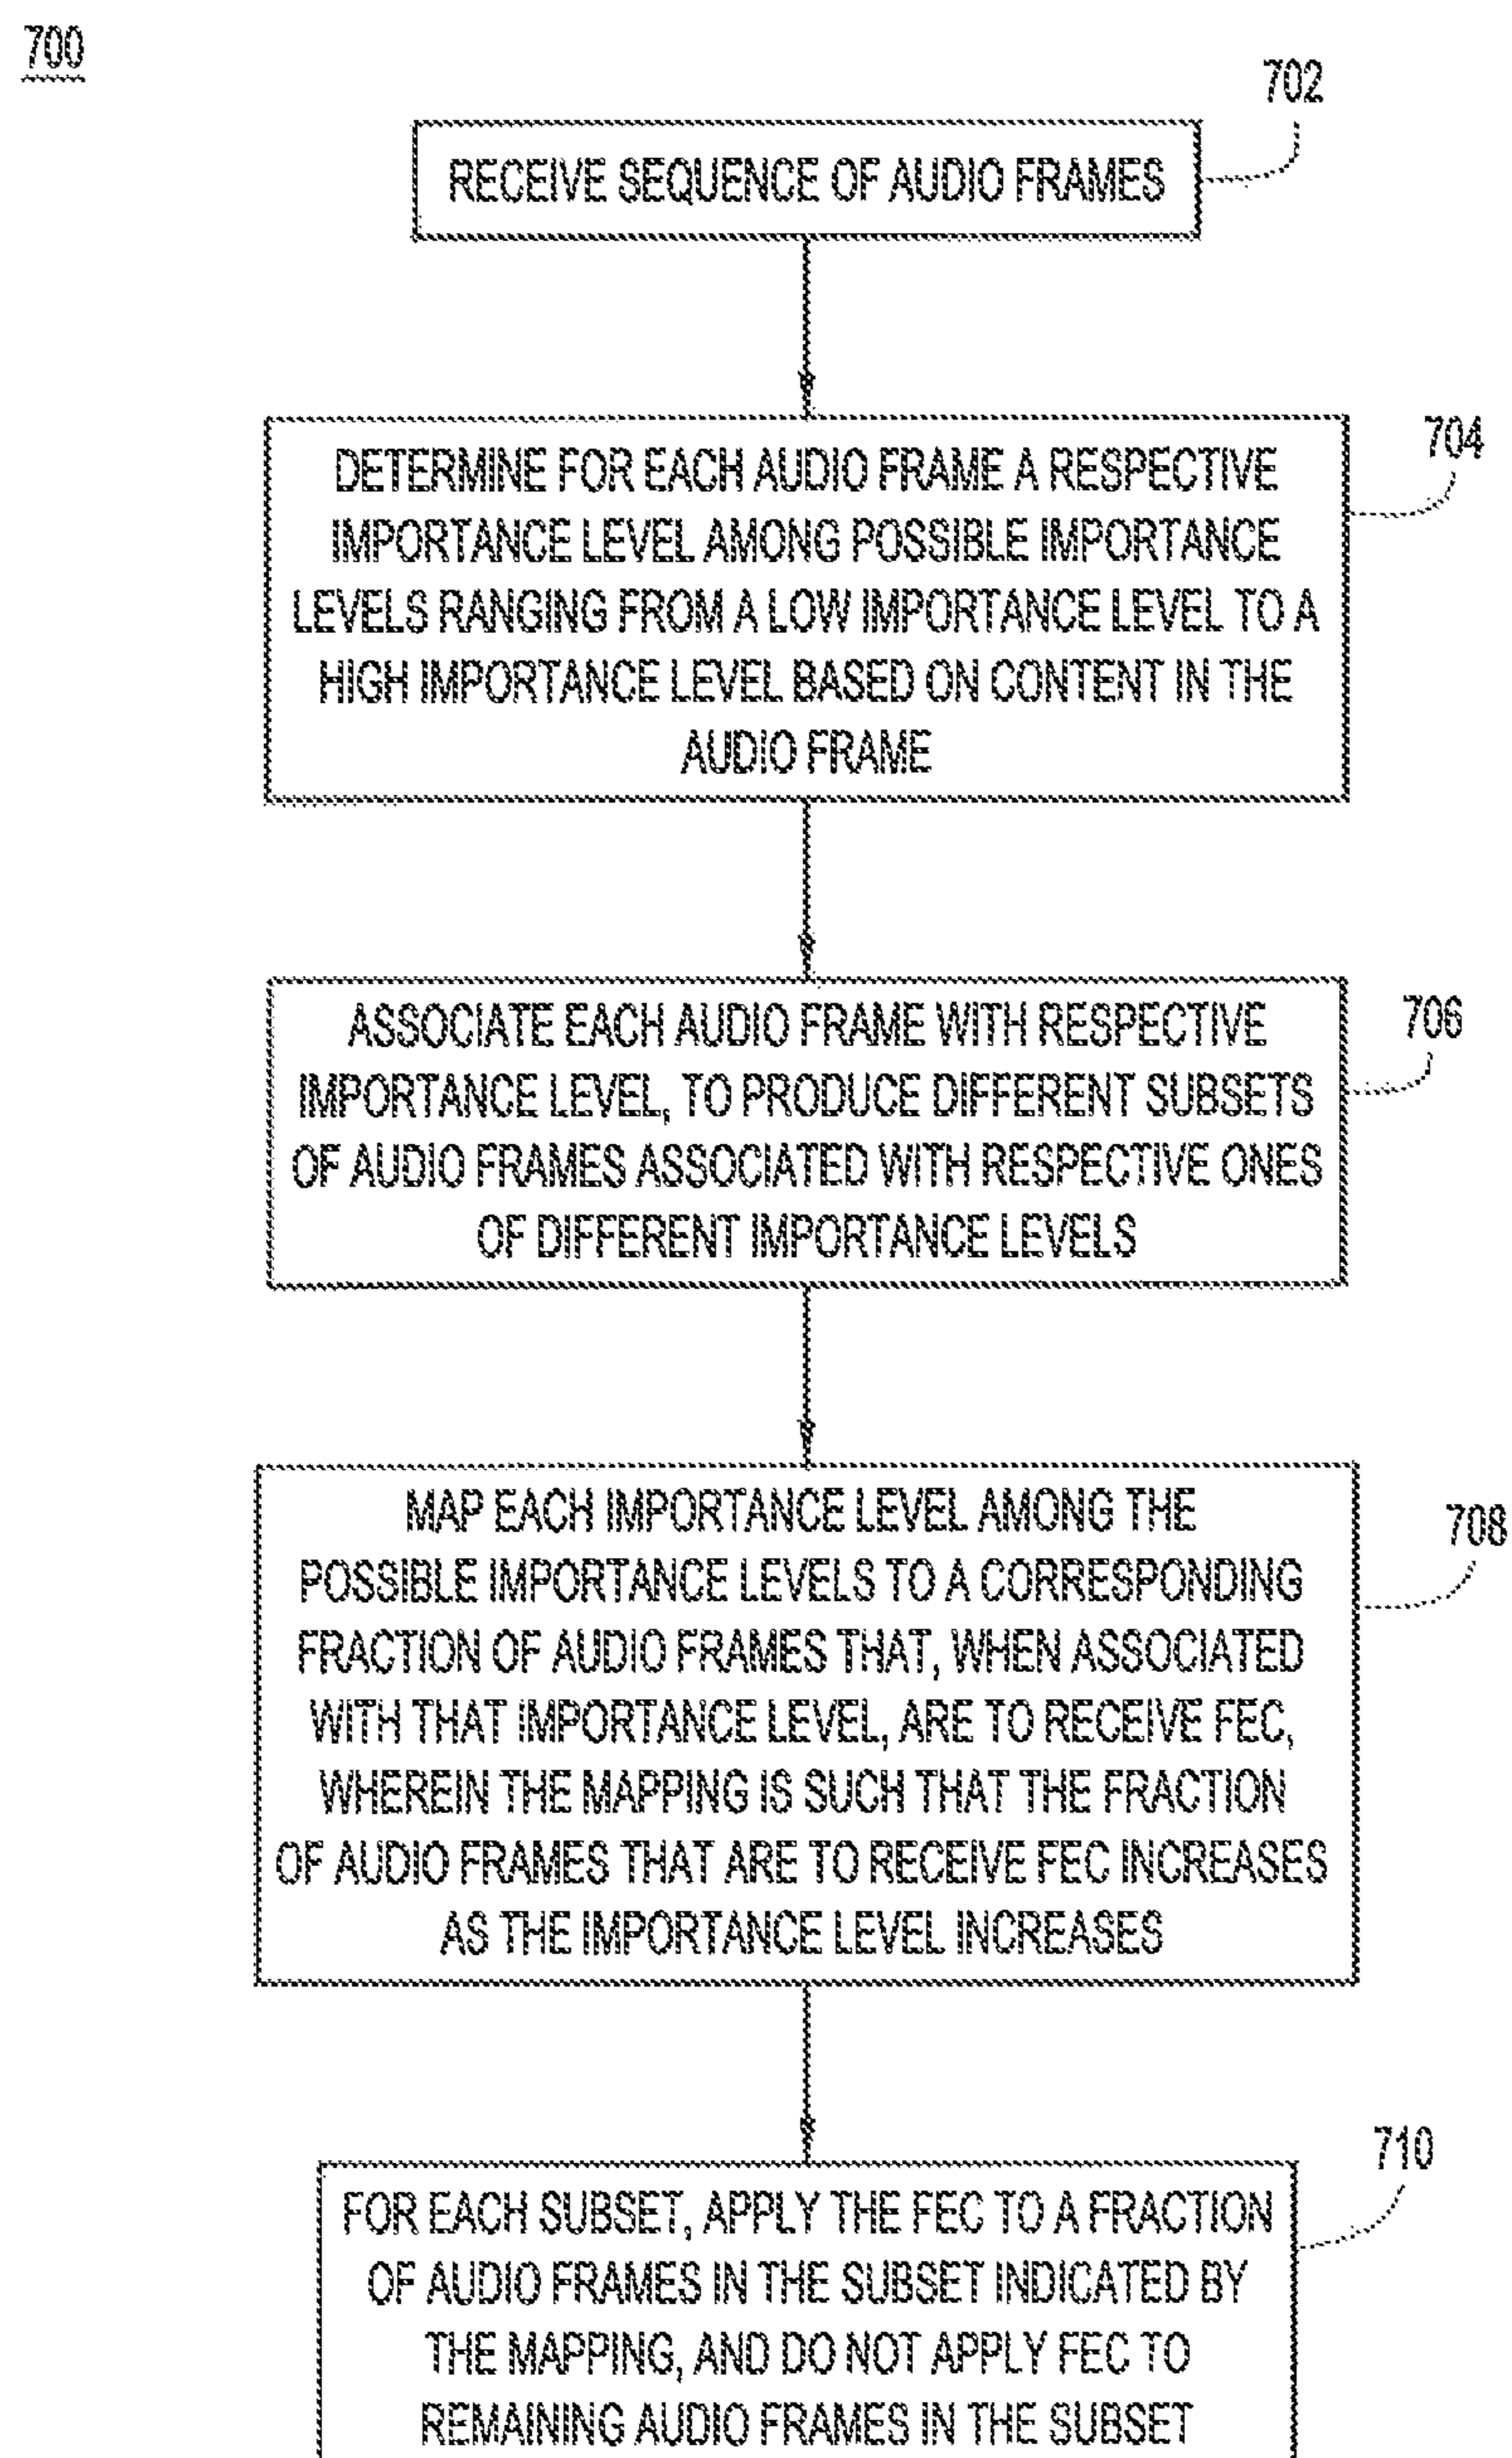 700
702
RECEIVE SEQUENCE OF AUDIO FRAMES
704
DETERMINE FOR EACH AUDIO FRAME A RESPECTIVE
IMPORTANCE LEVEL AMONG POSSIBLE IMPORTANCE
LEVELS RANGING FROM A LOW IMPORTANCE LEVEL TO A
HIGH IMPORTANCE LEVEL BASED ON CONTENT IN THE
AUDIO FRAME
706
ASSOCIATE EACH AUDIO FRAME WITH RESPECTIVE
IMPORTANCE LEVEL, TO PRODUCE DIFFERENT SUBSETS
OF AUDIO FRAMES ASSOCIATED WITH RESPECTIVE ONES
OF DIFFERENT IMPORTANCE LEVELS
708
MAP EACH IMPORTANCE LEVEL AMONG THE
POSSIBLE IMPORTANCE LEVELS TO A CORRESPONDING
FRACTION OF AUDIO FRAMES THAT, WHEN ASSOCIATED
WITH THAT IMPORTANCE LEVEL, ARE TO RECEIVE FEC,
WHEREIN THE MAPPING IS SUCH THAT THE FRACTION
OF AUDIO FRAMES THAT ARE TO RECEIVE FEC INCREASES
AS THE IMPORTANCE LEVEL INCREASES
710
FOR EACH SUBSET, APPLY THE FEC TO A FRACTION
OF AUDIO FRAMES IN THE SUBSET INDICATED BY
THE MAPPING, AND DO NOT APPLY FEC TO
REMAINING AUDIO FRAMES IN THE SUBSET